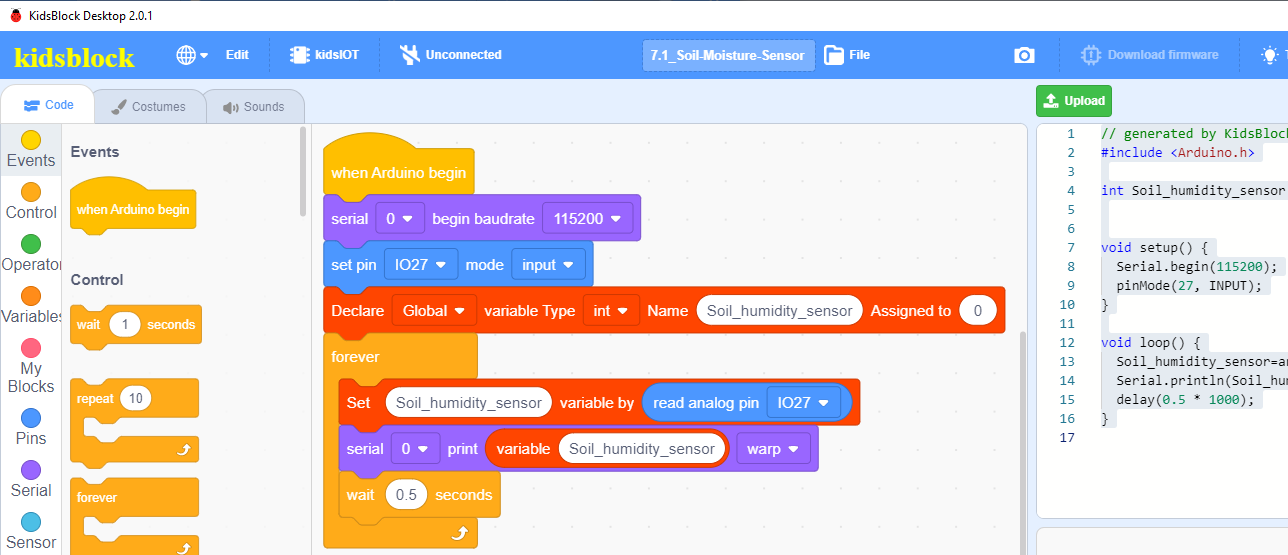 KidsBlock Desktop 2.0.1
kidsblock Edit kidsIOT Unconnected 7.1_Soil-Moisture-Sensor File Download firmware
Code Costumes Sounds
Upload
Events
Control
Variables
My
Blocks
Pins
Serial
Sensor
Events
when Arduino begin
Control
wait 1 seconds
repeat 10
forever
when Arduino begin
serial 0 begin baudrate 115200
set pin IO27 mode input
Declare Global variable Type int Name Soil_humidity_sensor Assigned to 0
forever
Set Soil_humidity_sensor variable by read analog pin IO27
serial 0 print variable Soil_humidity_sensor warp
wait 0.5 seconds
1 // generated by KidsBlock
2 #include <Arduino.h>
3
4 int Soil_humidity_sensor
5
6
7 void setup() {
8 Serial.begin(115200);
9 pinMode(27, INPUT);
10 }
11
12 void loop() {
13 Soil_humidity_sensor=
14 Serial.println(
15 delay(0.5 * 1000);
16 }
17